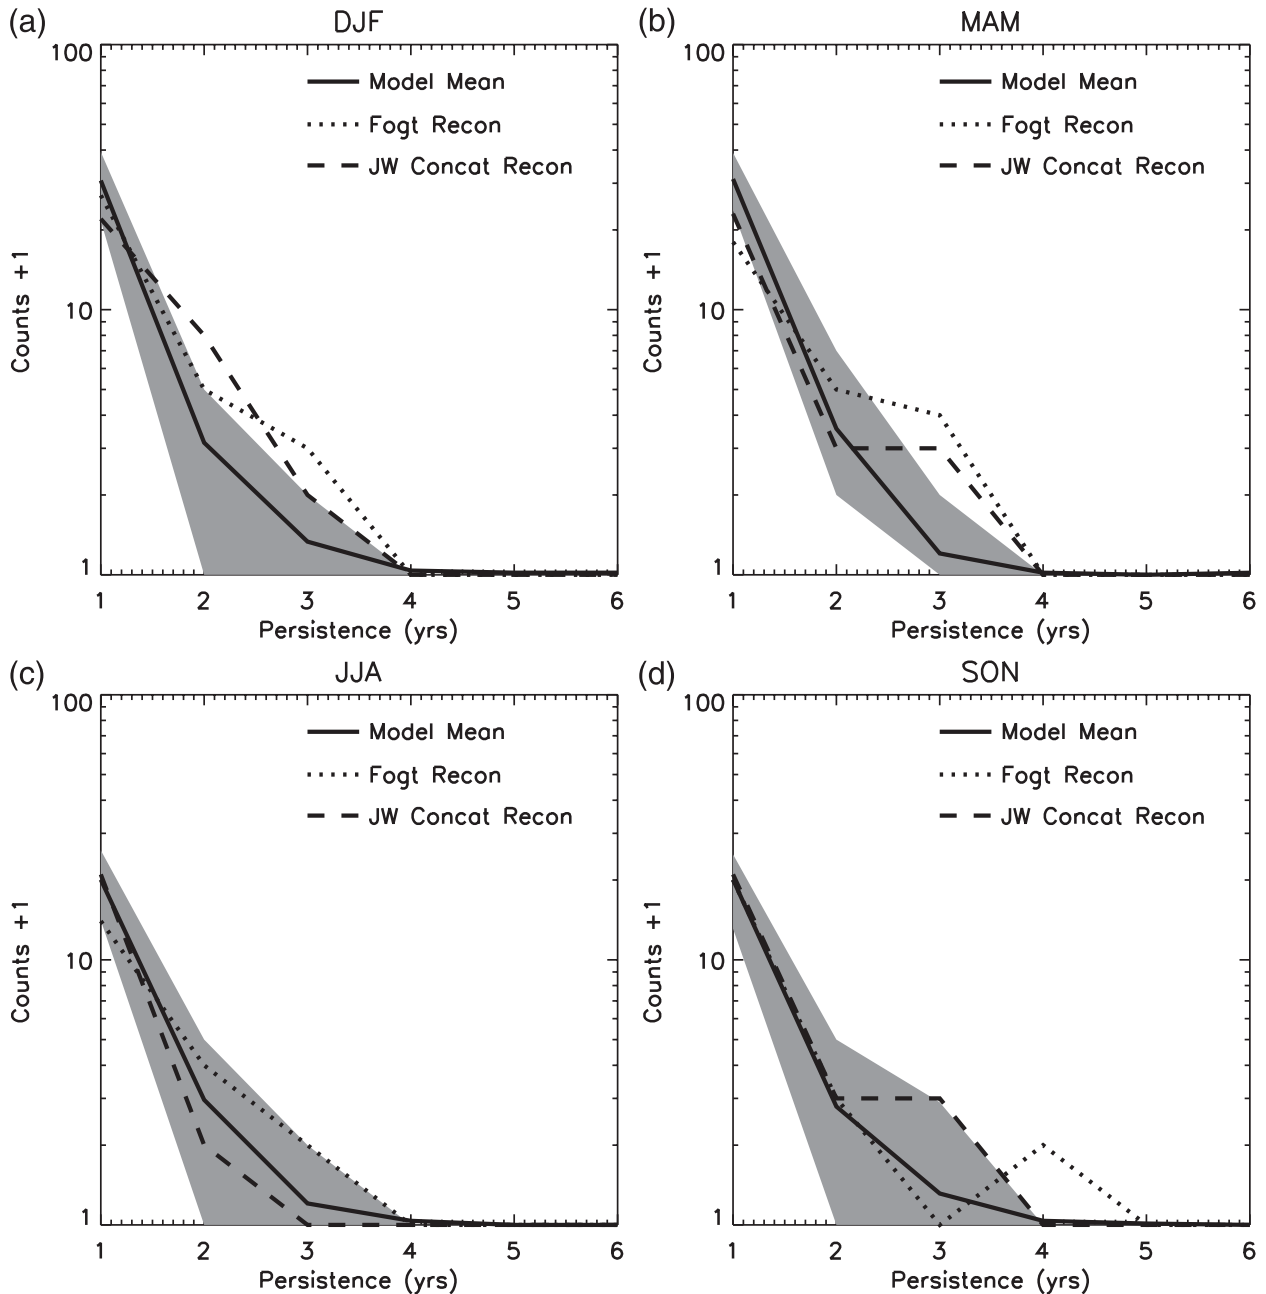 (a) DJF
100
Model Mean
Fogt Recon
JW Concat Recon
Counts +1
10
1
1 2 3 4 5 6
Persistence (yrs)
(b) MAM
100
Model Mean
Fogt Recon
JW Concat Recon
Counts +1
10
1
1 2 3 4 5 6
Persistence (yrs)
(c) JJA
100
Model Mean
Fogt Recon
JW Concat Recon
Counts +1
10
1
1 2 3 4 5 6
Persistence (yrs)
(d) SON
100
Model Mean
Fogt Recon
JW Concat Recon
Counts +1
10
1
1 2 3 4 5 6
Persistence (yrs)